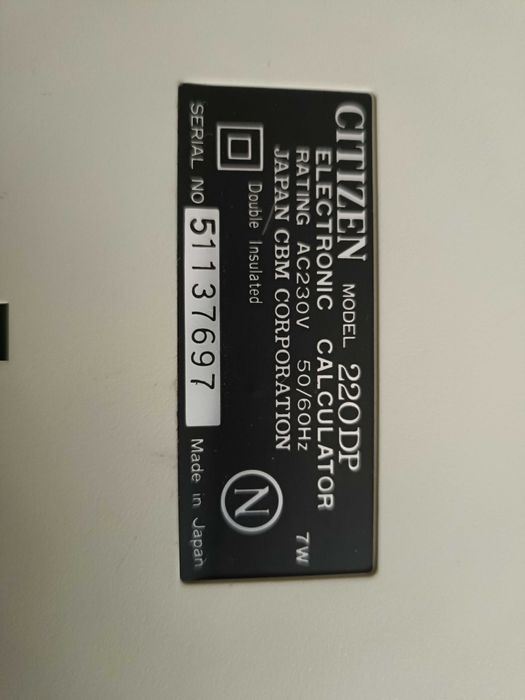 CITIZEN MODEL 220DP
ELECTRONIC CALCULATOR
RATING AC230V 50/60Hz 7W
JAPAN CBM CORPORATION
Double Insulated
N
SERIAL NO 51137697 Made in Japan